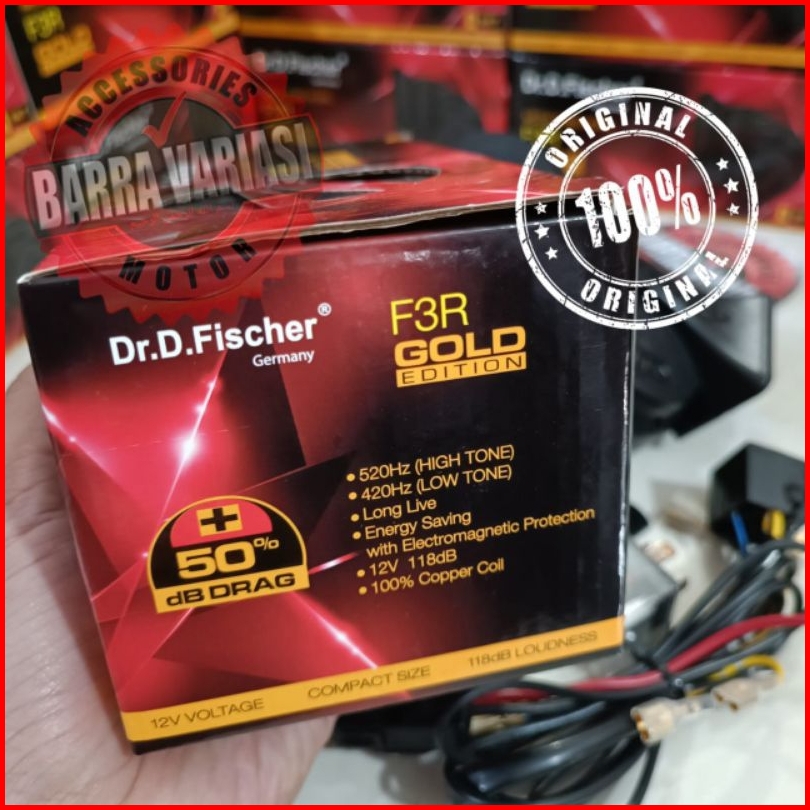 F3R
GOLD
Dr.D.Fischer
Dr.D.Fischer
ACCESSORIES
BARRA VARIASI
MOTOR
ORIGINAL
100%
ORIGINAL
Dr.D.Fischer®
Germany
F3R
GOLD
EDITION
• 520Hz (HIGH TONE)
• 420Hz (LOW TONE)
• Long Live
• Energy Saving
with Electromagnetic Protection
• 12V 118dB
• 100% Copper Coil
+
50%
dB DRAG
12V VOLTAGE COMPACT SIZE 118dB LOUDNESS